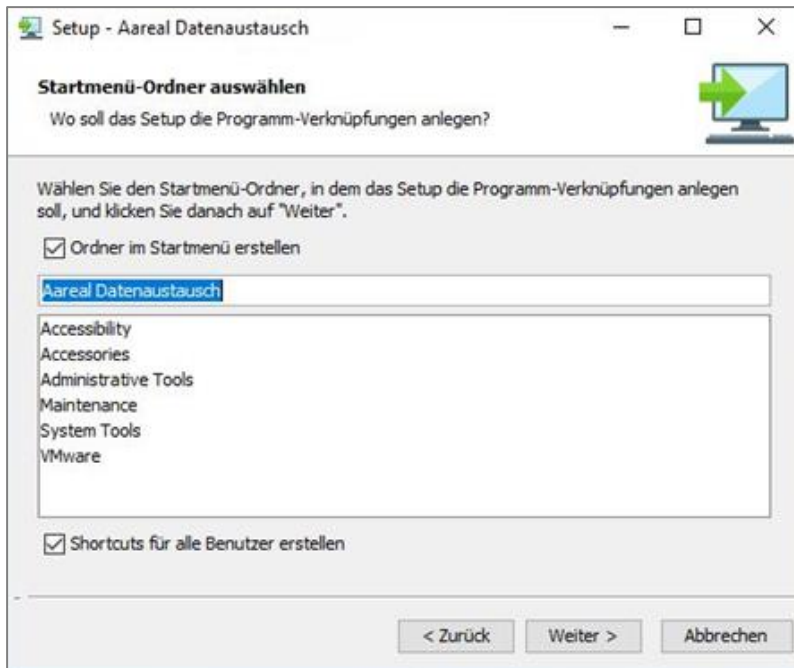 Setup - Aareal Datenaustausch
Startmenü-Ordner auswählen
Wo soll das Setup die Programm-Verknüpfungen anlegen?
Wählen Sie den Startmenü-Ordner, in dem das Setup die Programm-Verknüpfungen anlegen
soll, und klicken Sie danach auf "Weiter".
Ordner im Startmenü erstellen
Aareal Datenaustausch
Accessibility
Accessories
Administrative Tools
Maintenance
System Tools
VMware
Shortcuts für alle Benutzer erstellen
< Zurück Weiter > Abbrechen